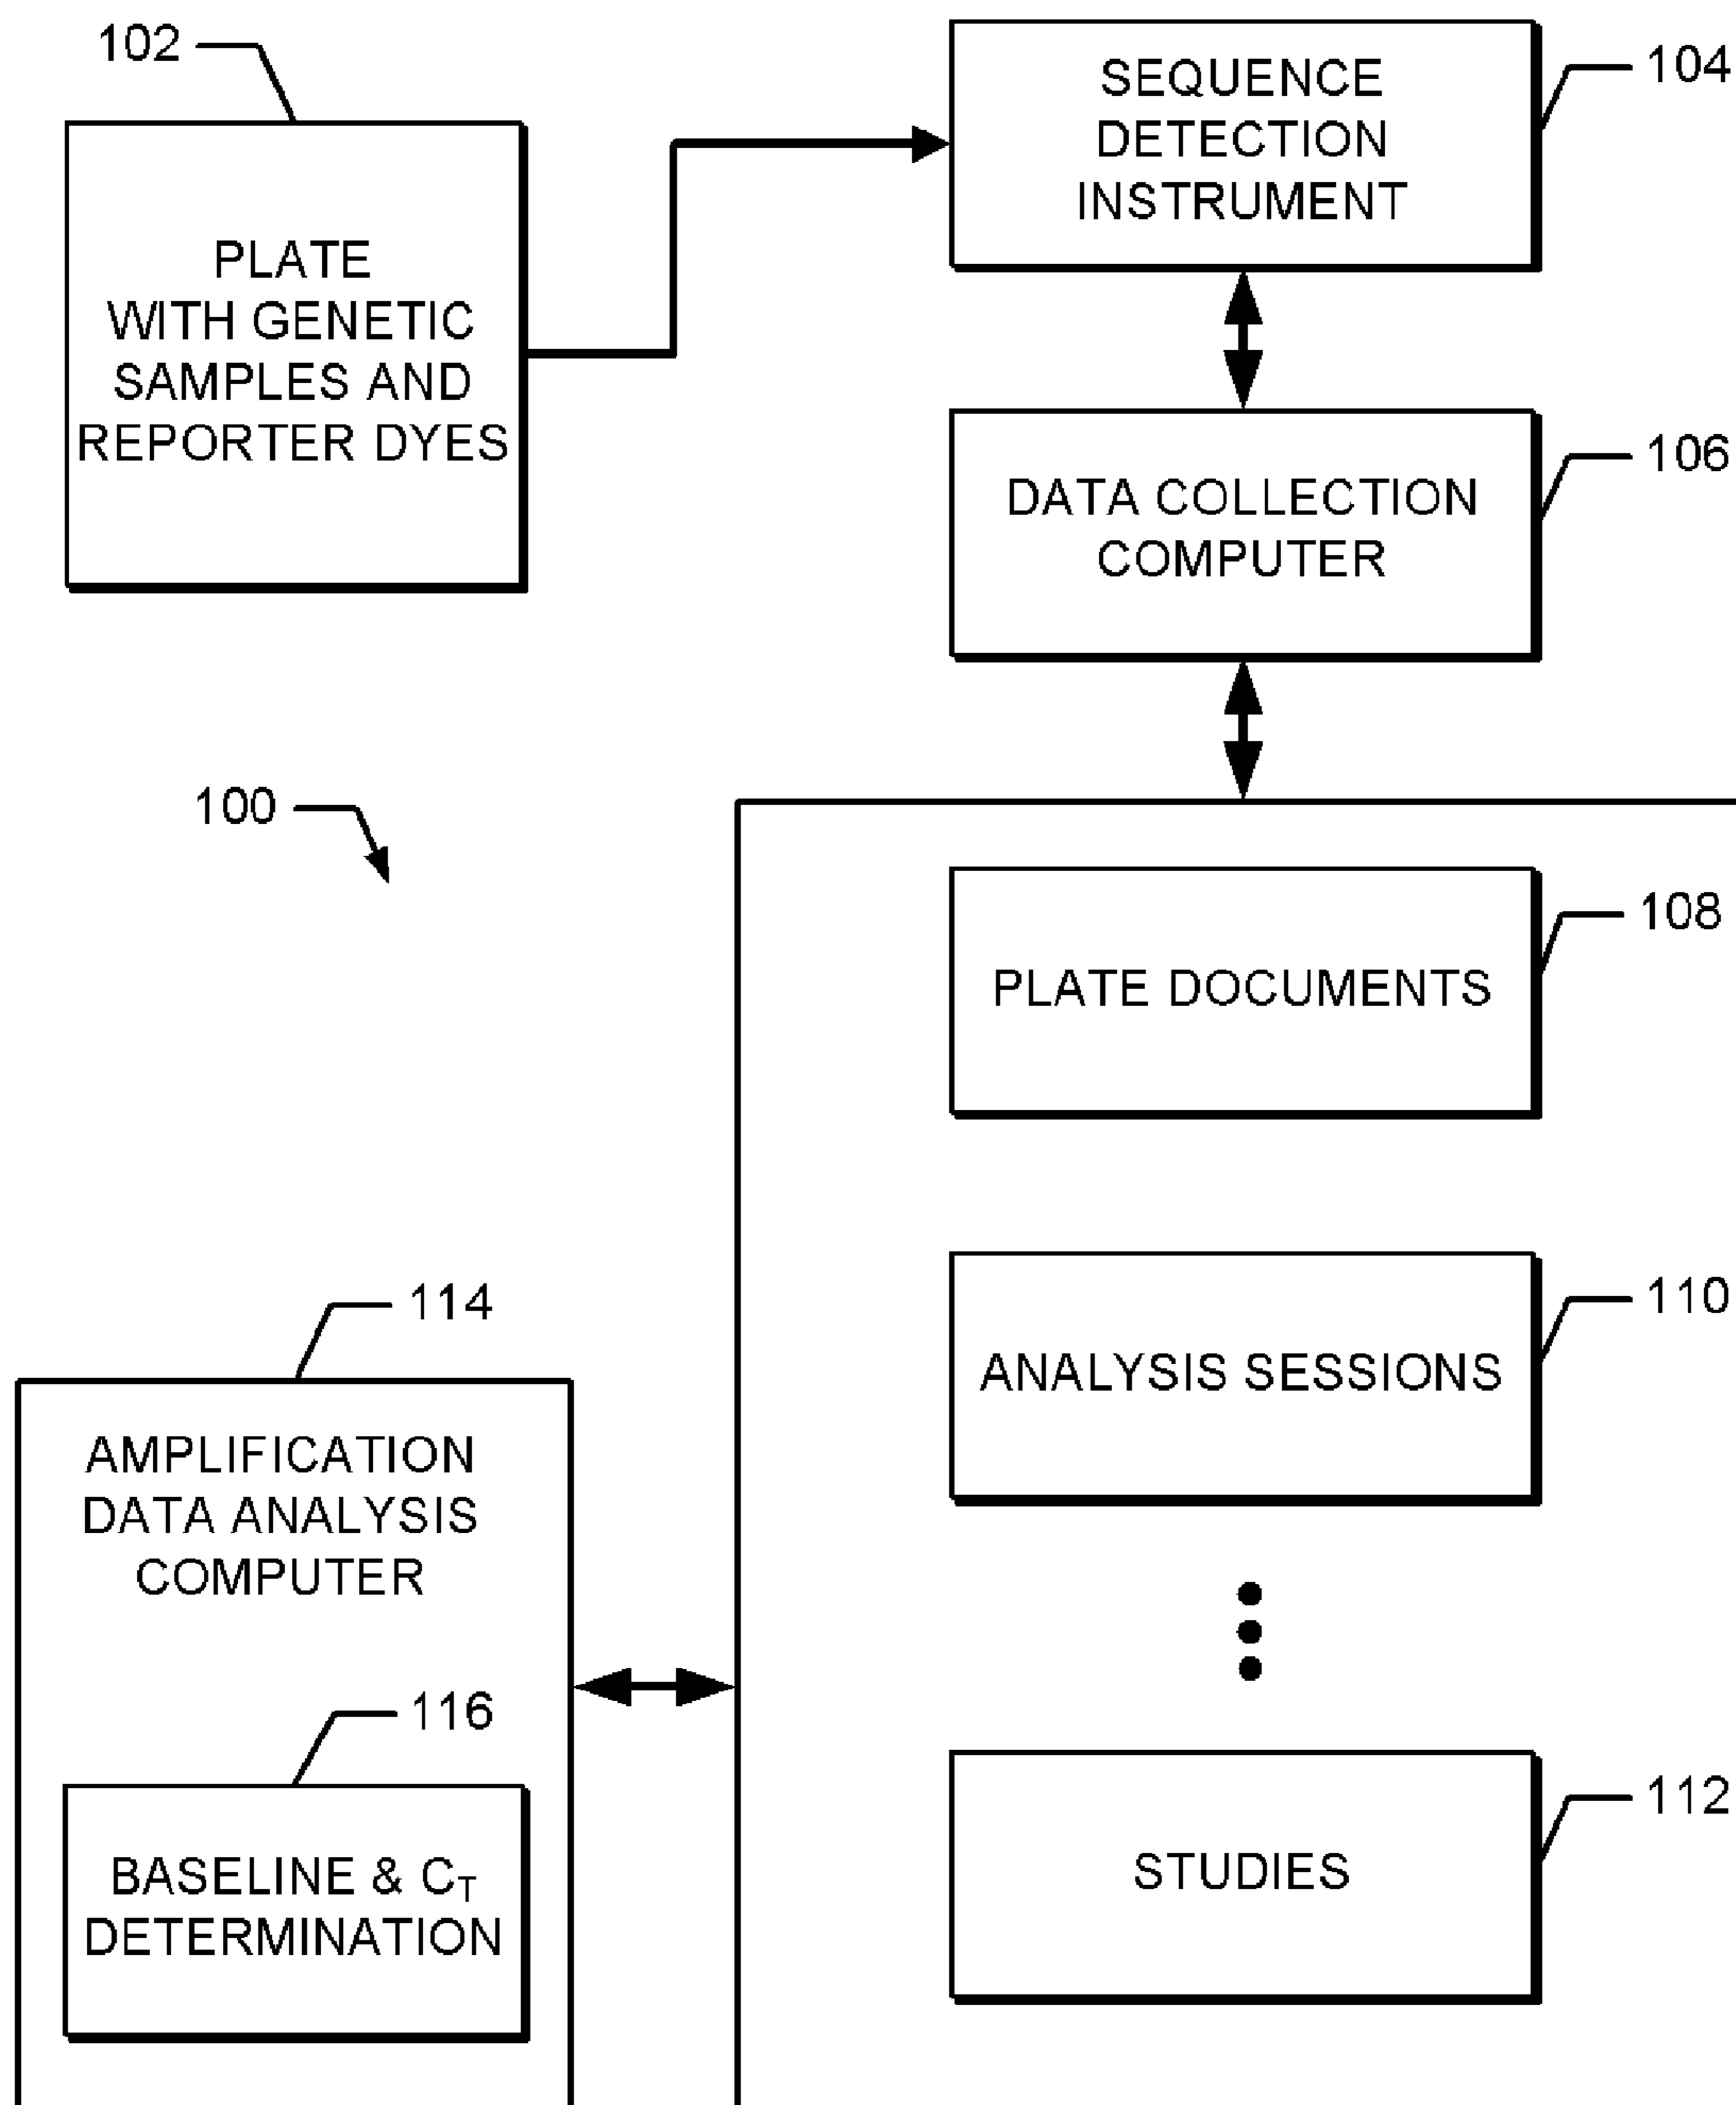 102
PLATE
WITH GENETIC
SAMPLES AND
REPORTER DYES
SEQUENCE
DETECTION
INSTRUMENT
104
DATA COLLECTION
COMPUTER
106
100
PLATE DOCUMENTS
108
ANALYSIS SESSIONS
110
114
AMPLIFICATION
DATA ANALYSIS
COMPUTER
116
BASELINE & CT
DETERMINATION
STUDIES
112